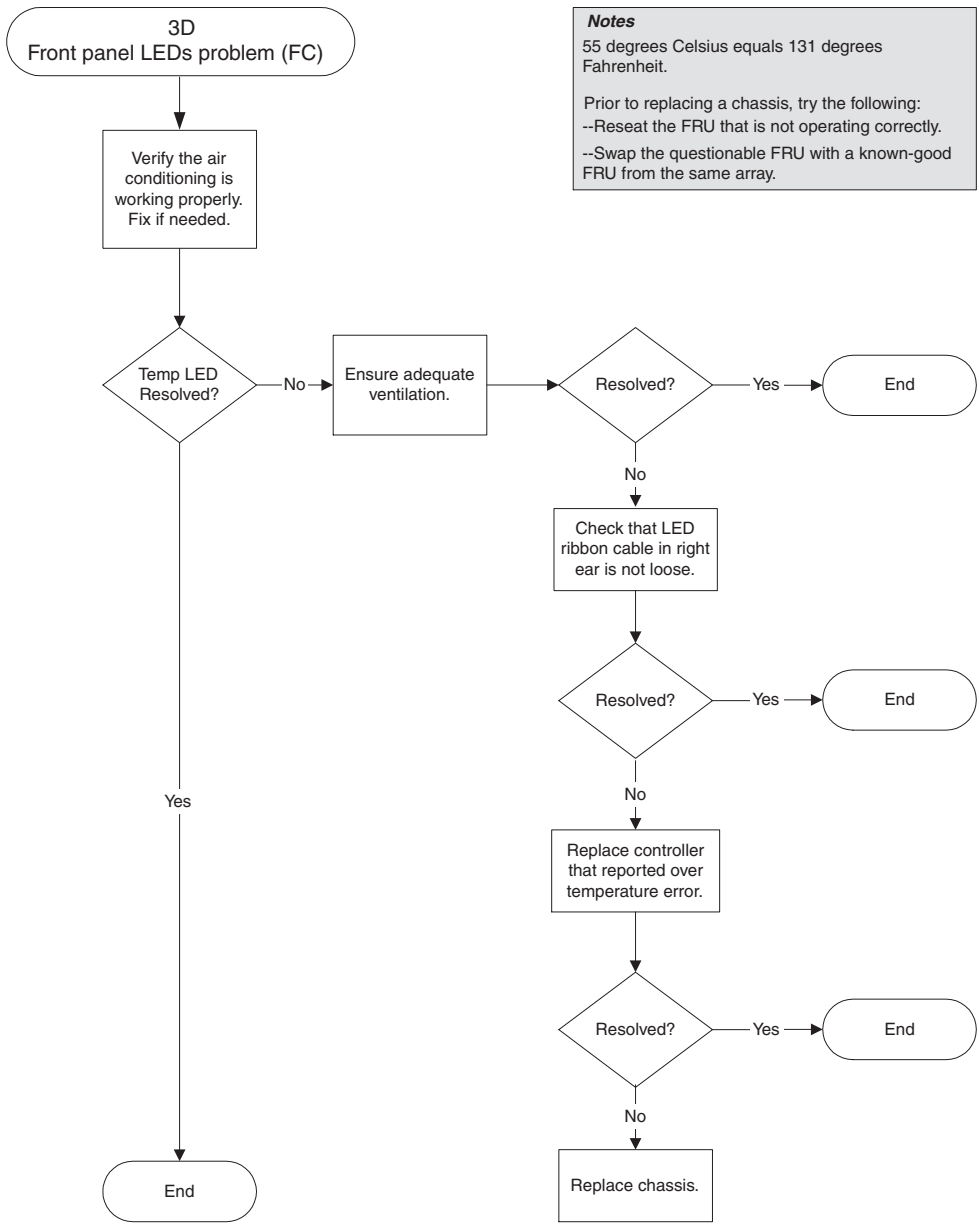 3D
Front panel LEDs problem (FC)
Notes
55 degrees Celsius equals 131 degrees
Fahrenheit.
Prior to replacing a chassis, try the following:
--Reseat the FRU that is not operating correctly.
--Swap the questionable FRU with a known-good
FRU from the same array.
Verify the air
conditioning is
working properly.
Fix if needed.
Temp LED
Resolved?
No
Ensure adequate
ventilation.
Resolved?
Yes
End
No
Check that LED
ribbon cable in right
ear is not loose.
Resolved?
Yes
End
No
Replace controller
that reported over
temperature error.
Resolved?
Yes
End
No
Replace chassis.
Yes
End